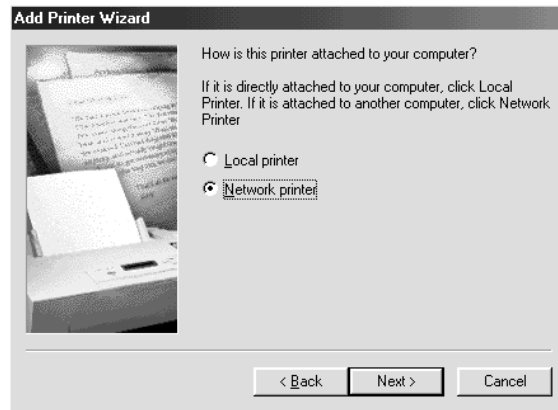 Add Printer Wizard
How is this printer attached to your computer?
If it is directly attached to your computer, click Local
Printer. If it is attached to another computer, click Network
Printer
Local printer
Network printer
< Back
Next >
Cancel